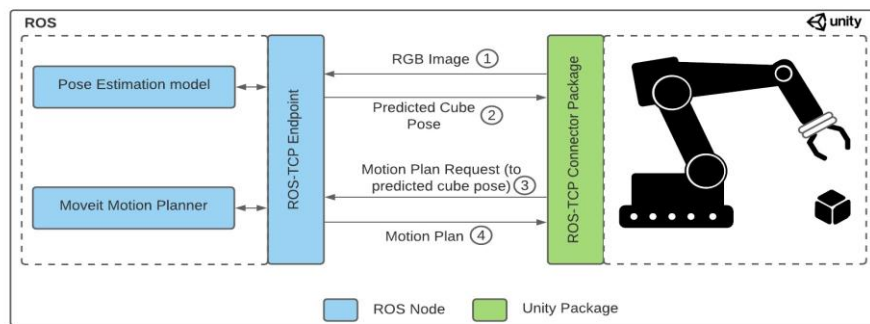 ROS
unity
Pose Estimation model
Moveit Motion Planner
ROS-TCP Endpoint
RGB Image 1
Predicted Cube
Pose 2
Motion Plan Request (to
predicted cube pose) 3
Motion Plan 4
ROS-TCP Connector Package
ROS Node
Unity Package